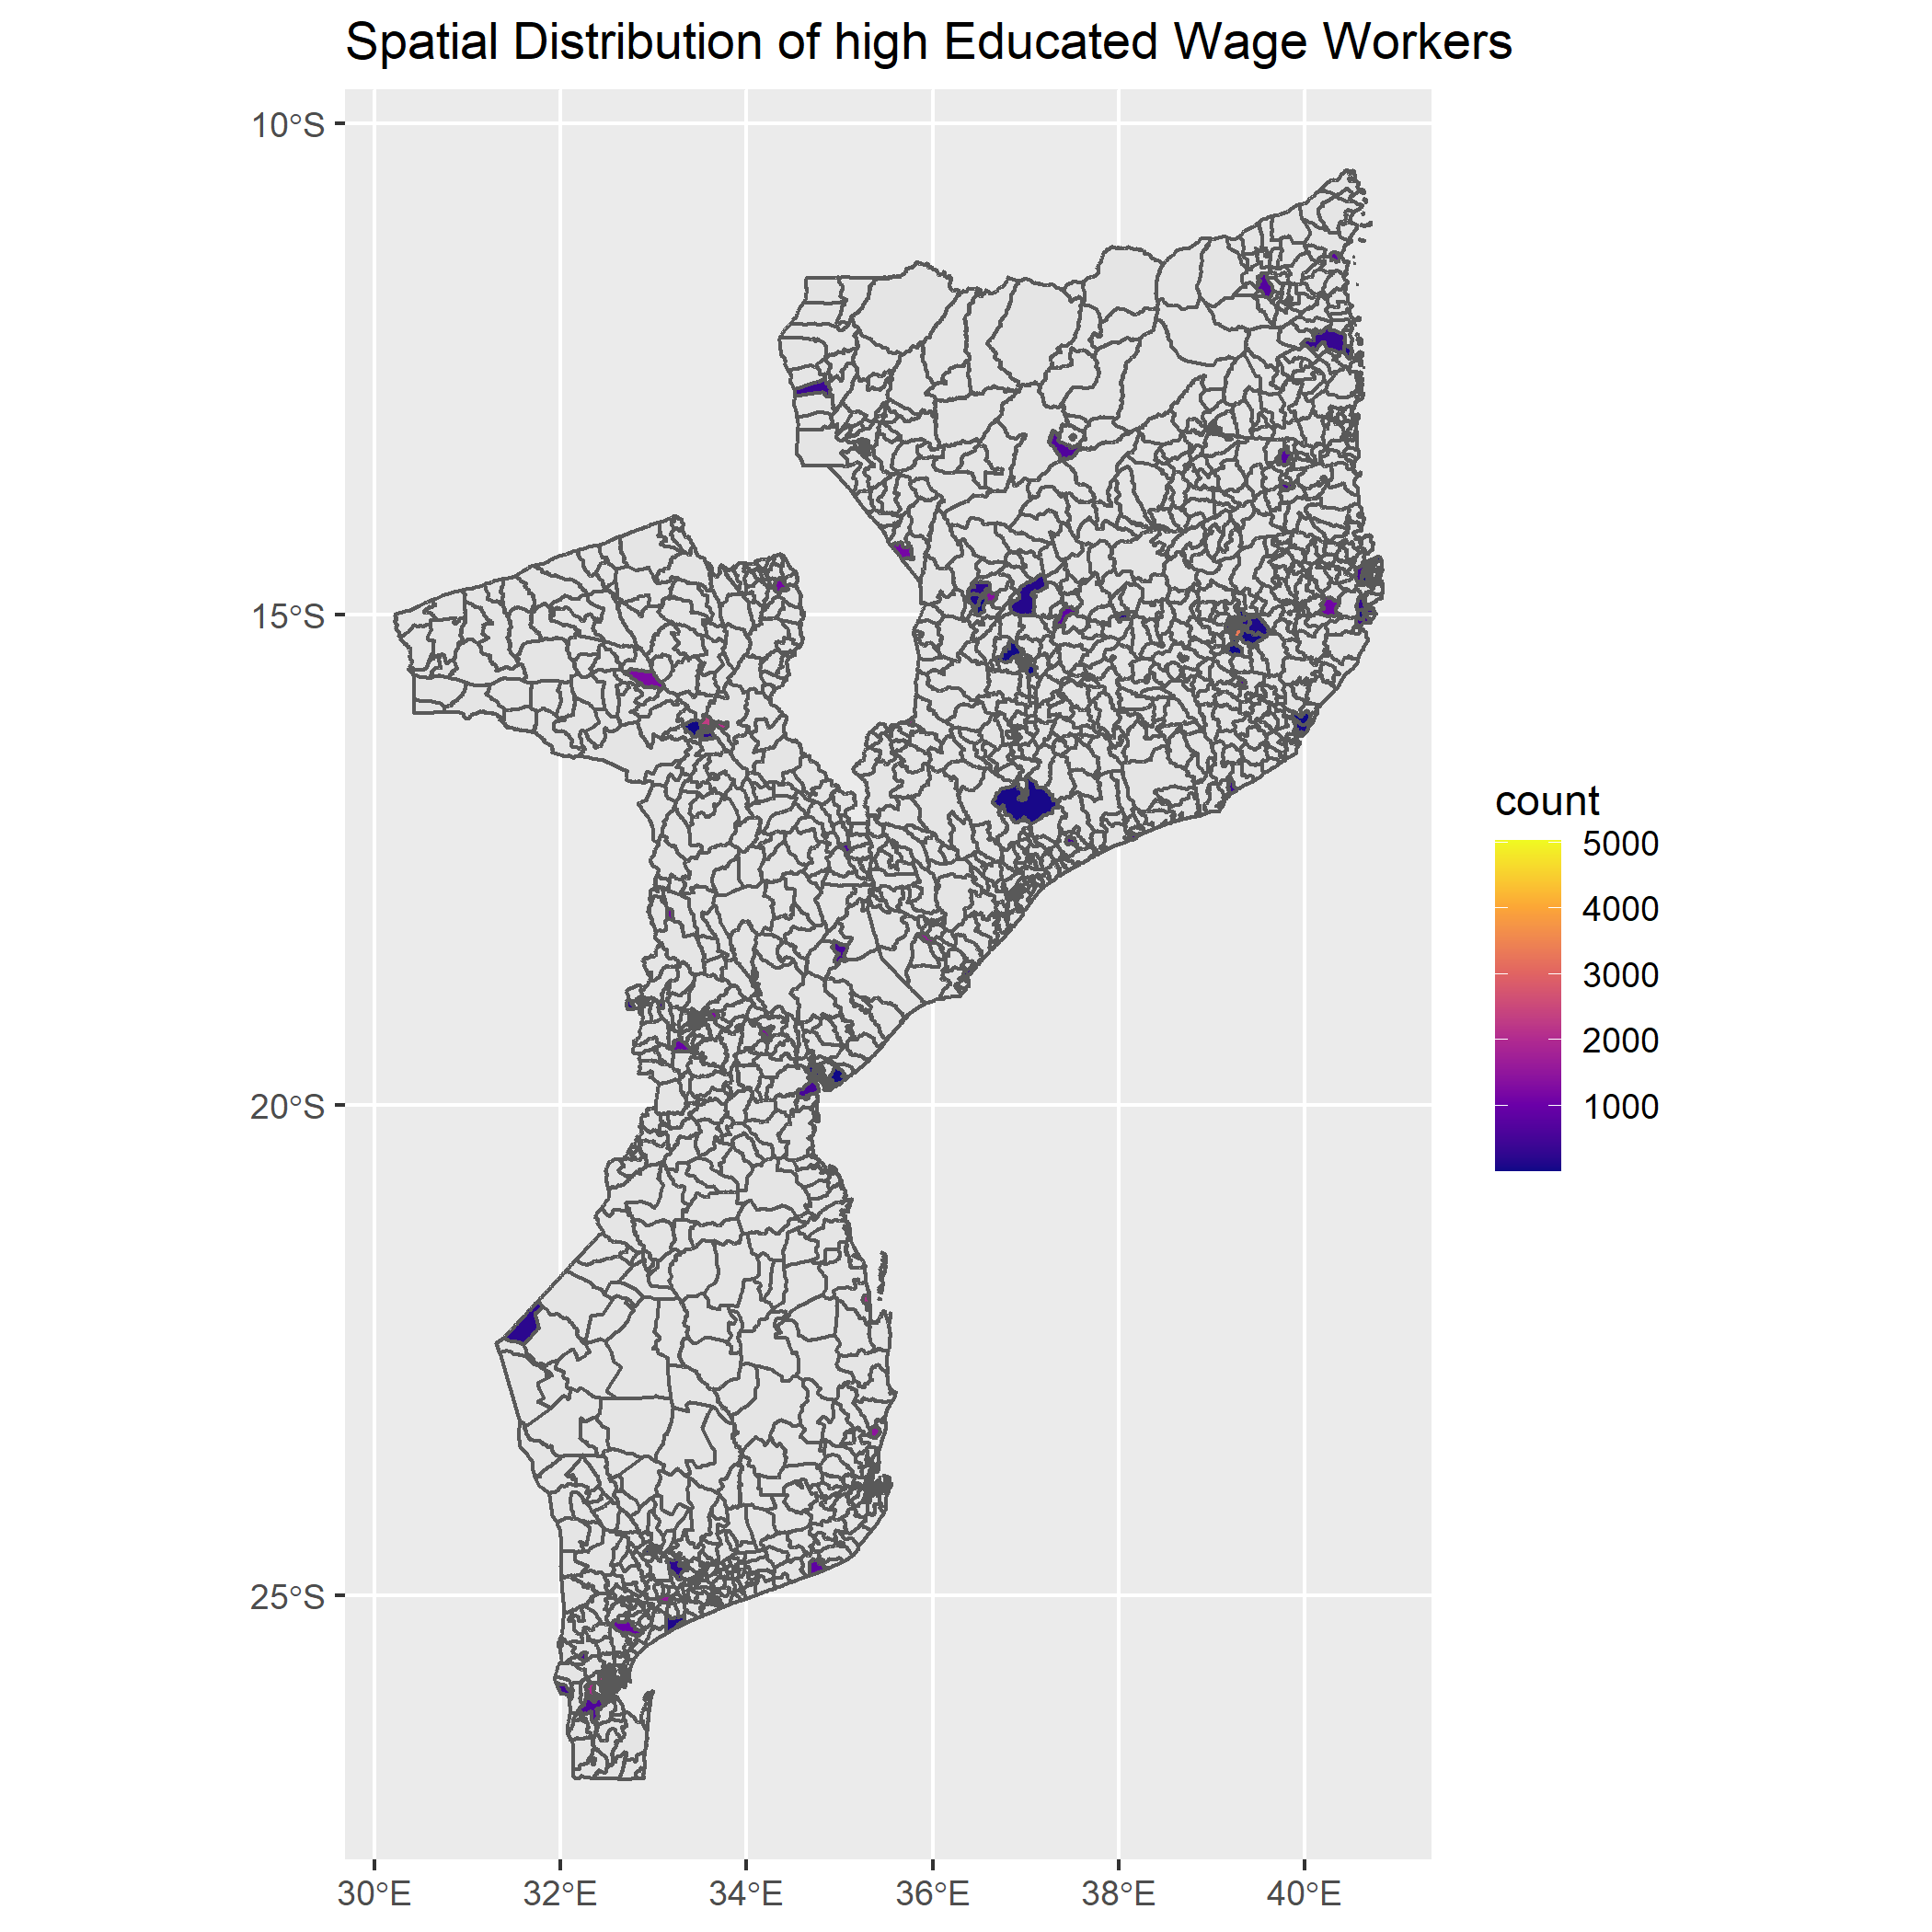 Spatial Distribution of high Educated Wage Workers
10°S
15°S
20°S
25°S
30°E
32°E
34°E
36°E
38°E
40°E
count
5000
4000
3000
2000
1000